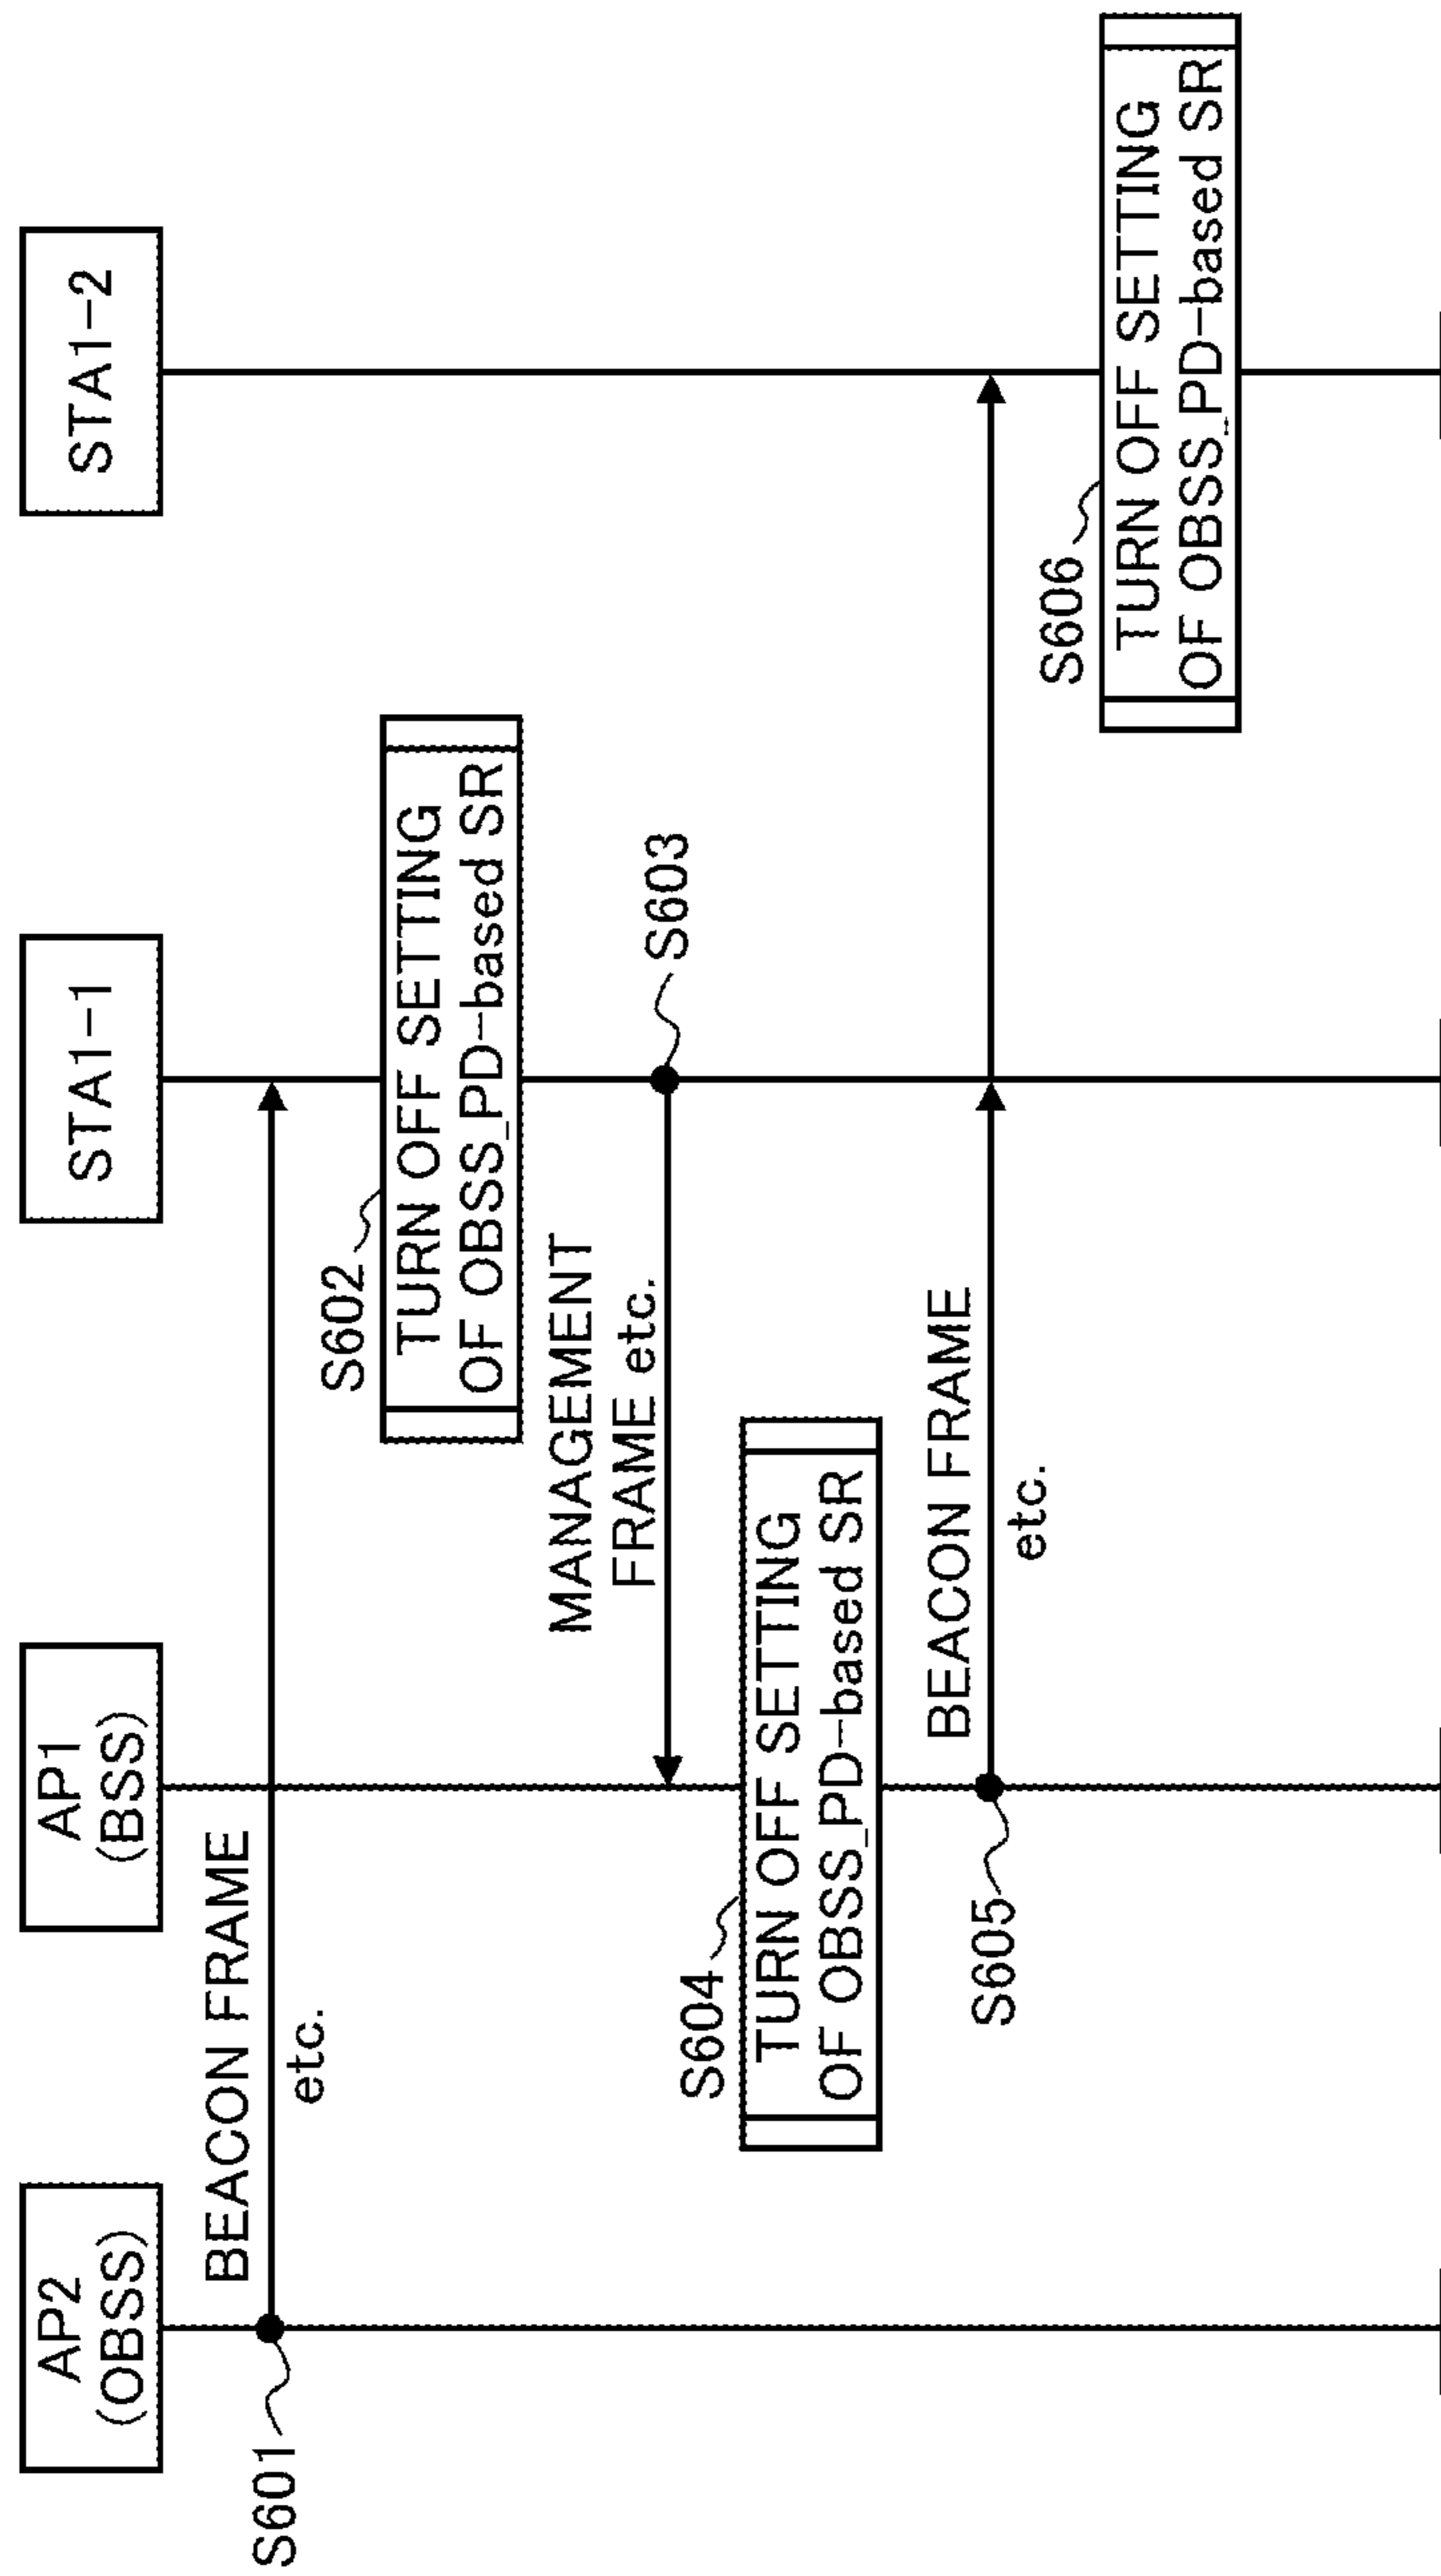 AP2
(OBSS)
AP1
(BSS)
STA1-1
STA1-2
S601
BEACON FRAME
etc.
S602
TURN OFF SETTING
OF OBSS_PD-based SR
MANAGEMENT
FRAME etc.
S603
S604
TURN OFF SETTING
OF OBSS_PD-based SR
S605
BEACON FRAME
etc.
S606
TURN OFF SETTING
OF OBSS_PD-based SR